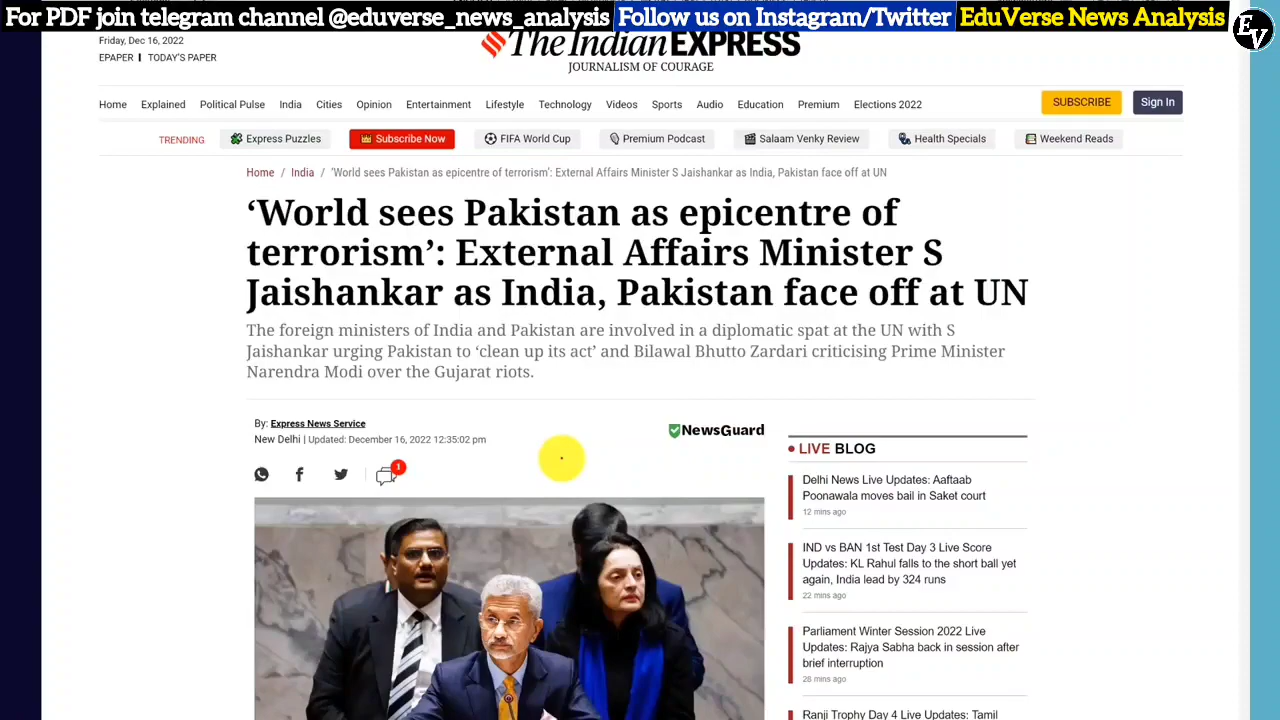 For PDF join telegram channel @eduverse_news_analysis Follow us on Instagram/Twitter EduVerse News Analysis
EV
Friday, Dec 16, 2022
EPAPER | TODAY'S PAPER
The Indian EXPRESS
JOURNALISM OF COURAGE
Home Explained Political Pulse India Cities Opinion Entertainment Lifestyle Technology Videos Sports Audio Education Premium Elections 2022
SUBSCRIBE Sign In
TRENDING Express Puzzles Subscribe Now FIFA World Cup Premium Podcast Salaam Venky Review Health Specials Weekend Reads
Home / India / ‘World sees Pakistan as epicentre of terrorism’: External Affairs Minister S Jaishankar as India, Pakistan face off at UN
‘World sees Pakistan as epicentre of
terrorism’: External Affairs Minister S
Jaishankar as India, Pakistan face off at UN
The foreign ministers of India and Pakistan are involved in a diplomatic spat at the UN with S
Jaishankar urging Pakistan to ‘clean up its act’ and Bilawal Bhutto Zardari criticising Prime Minister
Narendra Modi over the Gujarat riots.
By: Express News Service
New Delhi | Updated: December 16, 2022 12:35:02 pm
NewsGuard
1
LIVE BLOG
Delhi News Live Updates: Aaftaab
Poonawala moves bail in Saket court
12 mins ago
IND vs BAN 1st Test Day 3 Live Score
Updates: KL Rahul falls to the short ball yet
again, India lead by 324 runs
22 mins ago
Parliament Winter Session 2022 Live
Updates: Rajya Sabha back in session after
brief interruption
26 mins ago
Ranji Trophy Day 4 Live Updates: Tamil